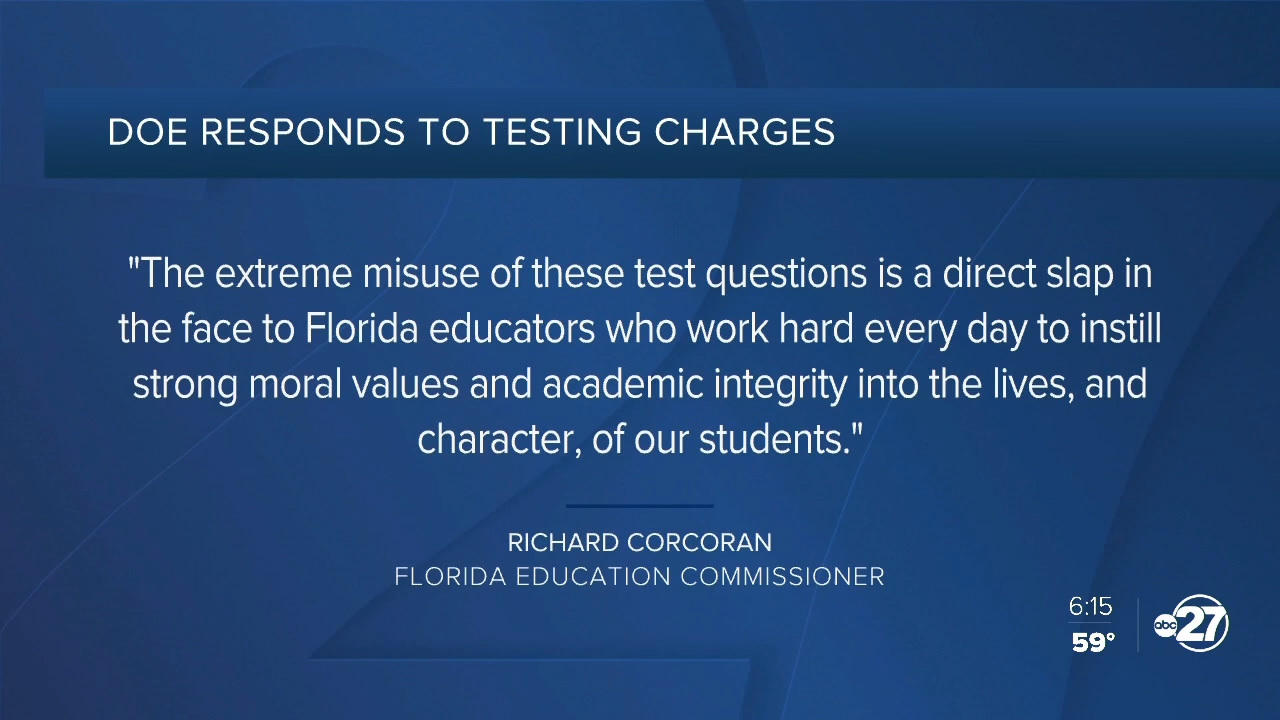 DOE RESPONDS TO TESTING CHARGES
"The extreme misuse of these test questions is a direct slap in
the face to Florida educators who work hard every day to instill
strong moral values and academic integrity into the lives, and
character, of our students."
RICHARD CORCORAN
FLORIDA EDUCATION COMMISSIONER
6:15
59°
abc 27